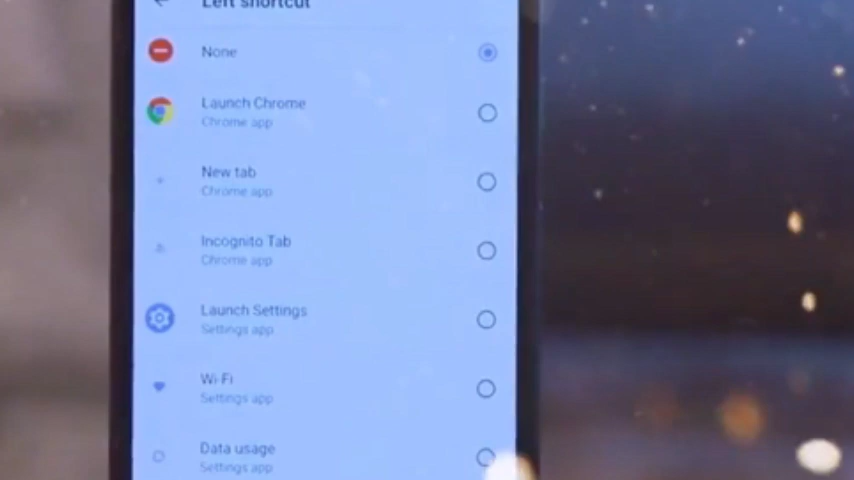 Left shortcut
None
Launch Chrome
Chrome app
New tab
Chrome app
Incognito Tab
Chrome app
Launch Settings
Settings app
Wi-Fi
Settings app
Data usage
Settings app